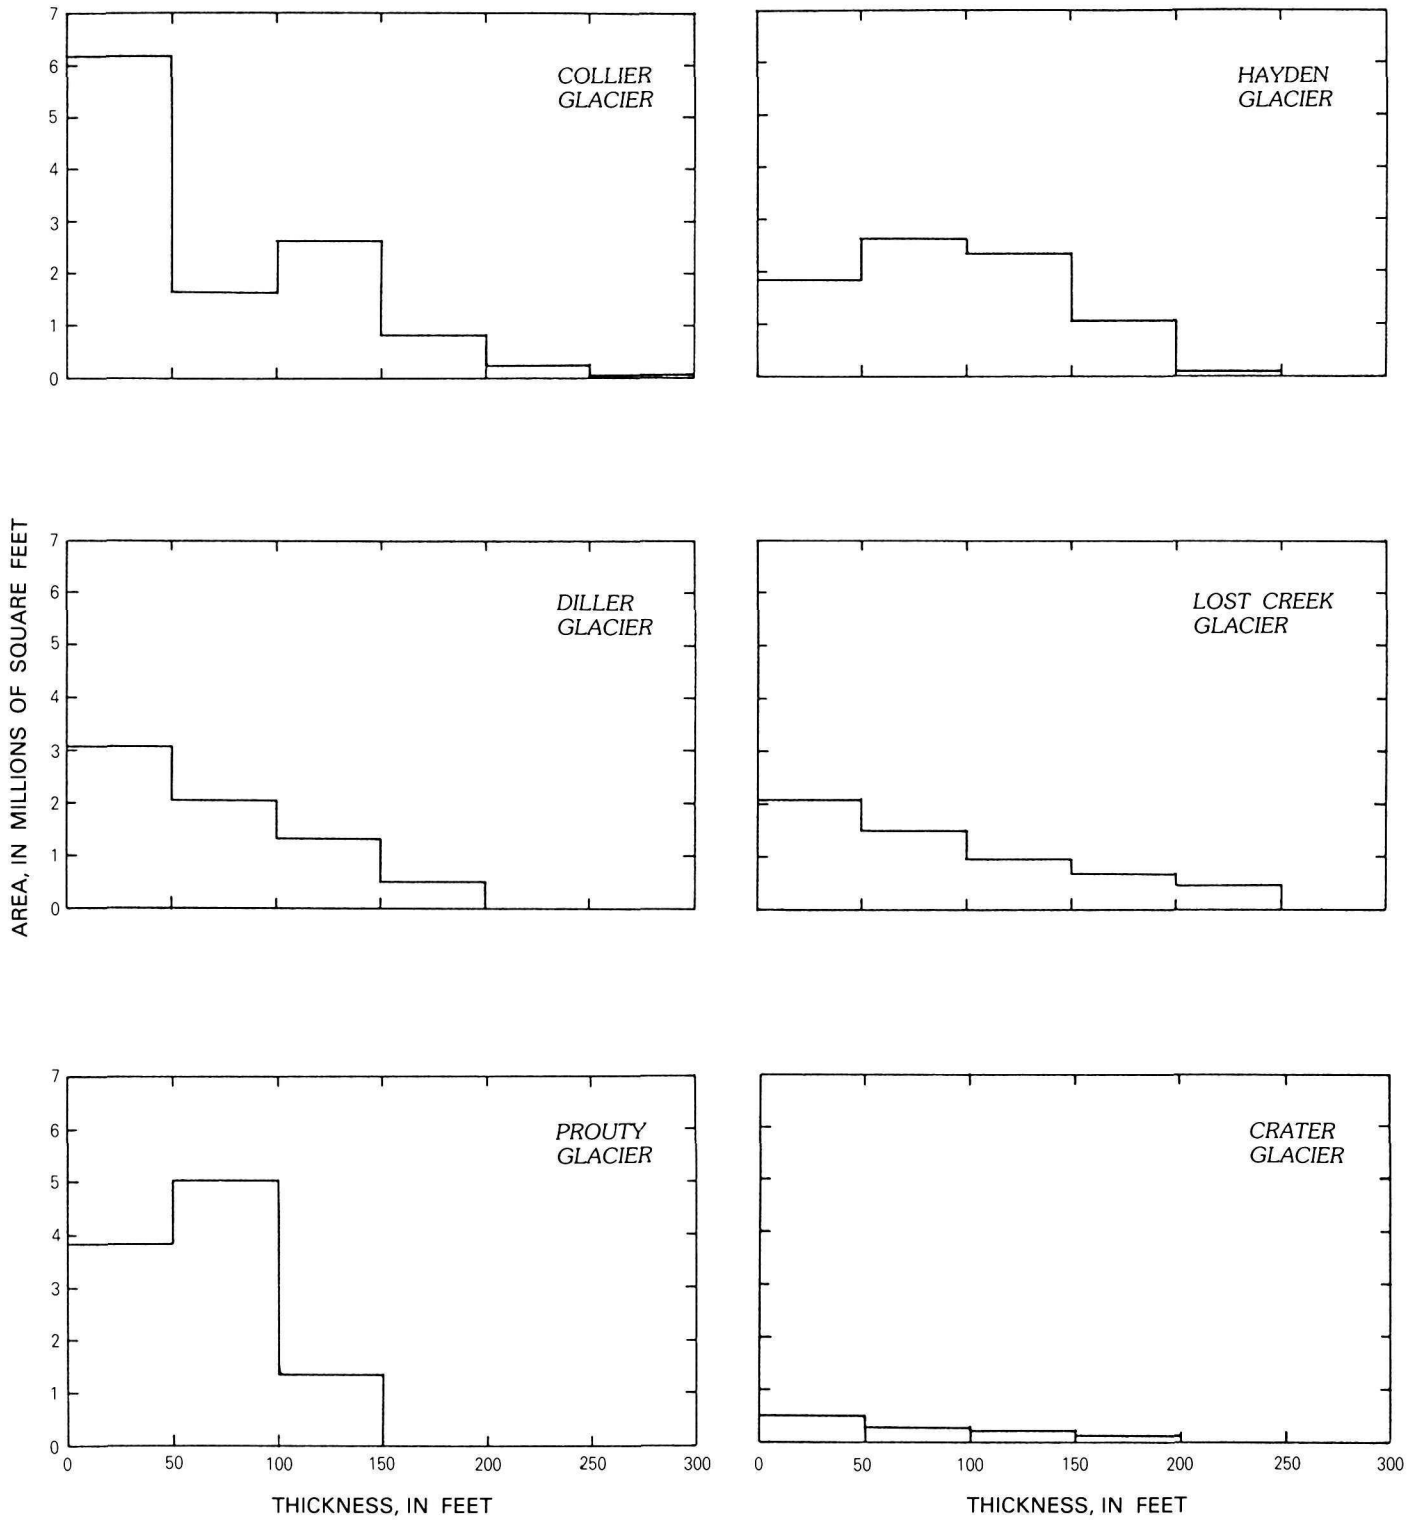 7
6
5
4
3
2
1
0
COLLIER
GLACIER
HAYDEN
GLACIER
AREA, IN MILLIONS OF SQUARE FEET
7
6
5
4
3
2
1
0
DILLER
GLACIER
LOST CREEK
GLACIER
7
6
5
4
3
2
1
0
PROUTY
GLACIER
CRATER
GLACIER
0 50 100 150 200 250 300
0 50 100 150 200 250 300
THICKNESS, IN FEET
THICKNESS, IN FEET